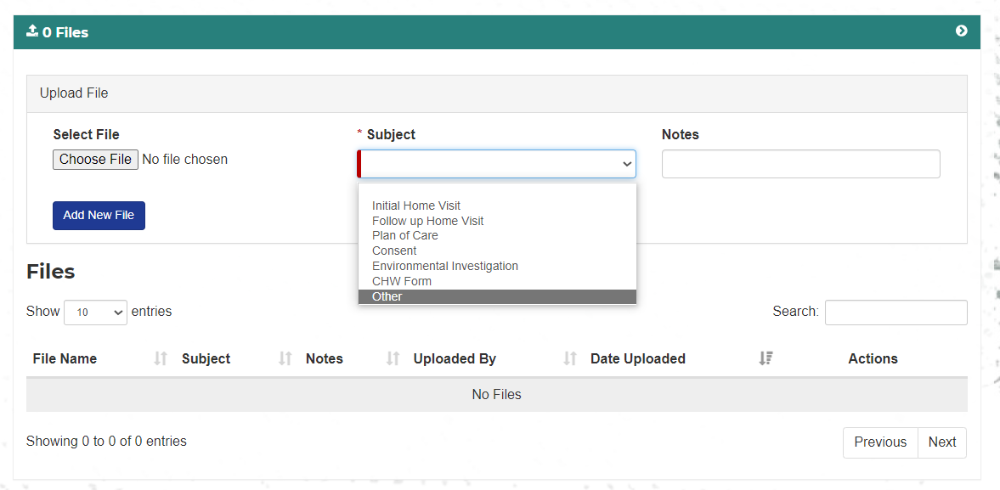 0 Files
Upload File
Select File
* Subject
Notes
Choose File No file chosen
Add New File
Initial Home Visit
Follow up Home Visit
Plan of Care
Consent
Environmental Investigation
CHW Form
Other
Files
Show 10 entries
Search:
File Name Subject Notes Uploaded By Date Uploaded Actions
No Files
Showing 0 to 0 of 0 entries
Previous Next